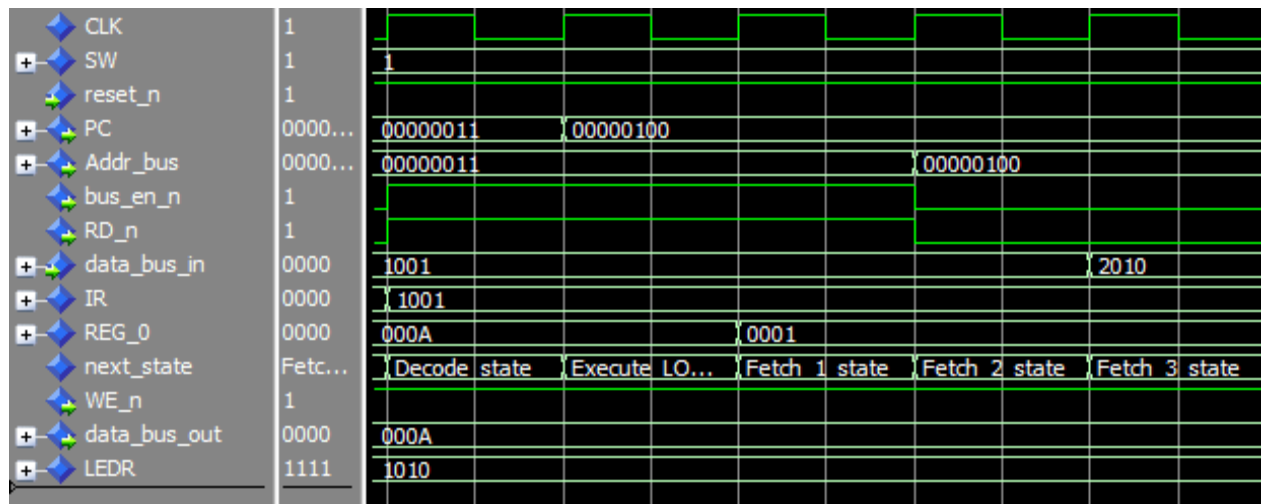 CLK 1
SW 1 1
reset_n 1
PC 0000... 00000011 00000100
Addr_bus 0000... 00000011 00000100
bus_en_n 1
RD_n 1
data_bus_in 0000 1001 2010
IR 0000 1001
REG_0 0000 000A 0001
next_state Fetc... Decode state Execute LO... Fetch 1 state Fetch 2 state Fetch 3 state
WE_n 1
data_bus_out 0000 000A
LEDR 1111 1010